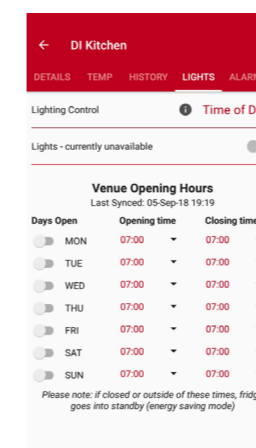 DI Kitchen
DETAILS TEMP HISTORY LIGHTS ALARM
Lighting Control Time of D
Lights - currently unavailable
Venue Opening Hours
Last Synced: 05-Sep-18 19:19
Days Open Opening time Closing time
MON 07:00 07:00
TUE 07:00 07:00
WED 07:00 07:00
THU 07:00 07:00
FRI 07:00 07:00
SAT 07:00 07:00
SUN 07:00 07:00
Please note: if closed or outside of these times, fridg
goes into standby (energy saving mode)